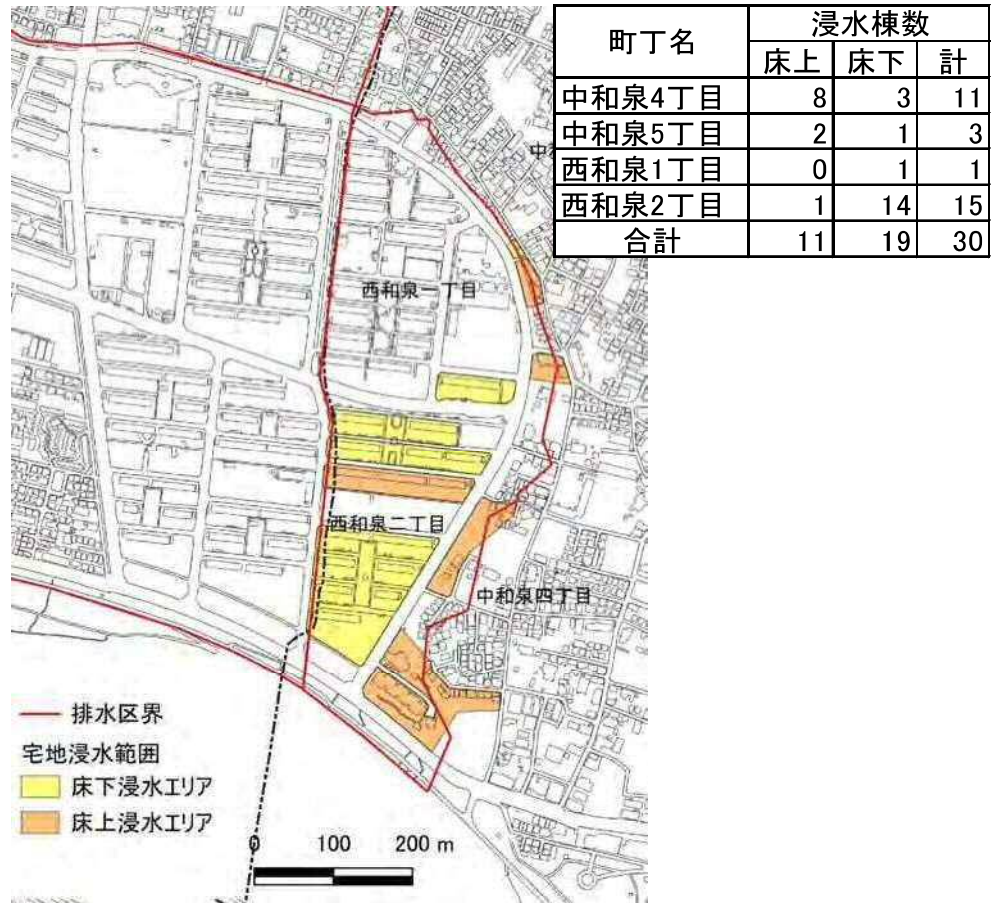 町丁名 浸水棟数
床上 床下 計
中和泉4丁目 8 3 11
中和泉5丁目 2 1 3
西和泉1丁目 0 1 1
西和泉2丁目 1 14 15
合計 11 19 30
中
西和泉一丁目
西和泉二丁目
中和泉四丁目
排水区界
宅地浸水範囲
床下浸水エリア
床上浸水エリア
0 100 200 m